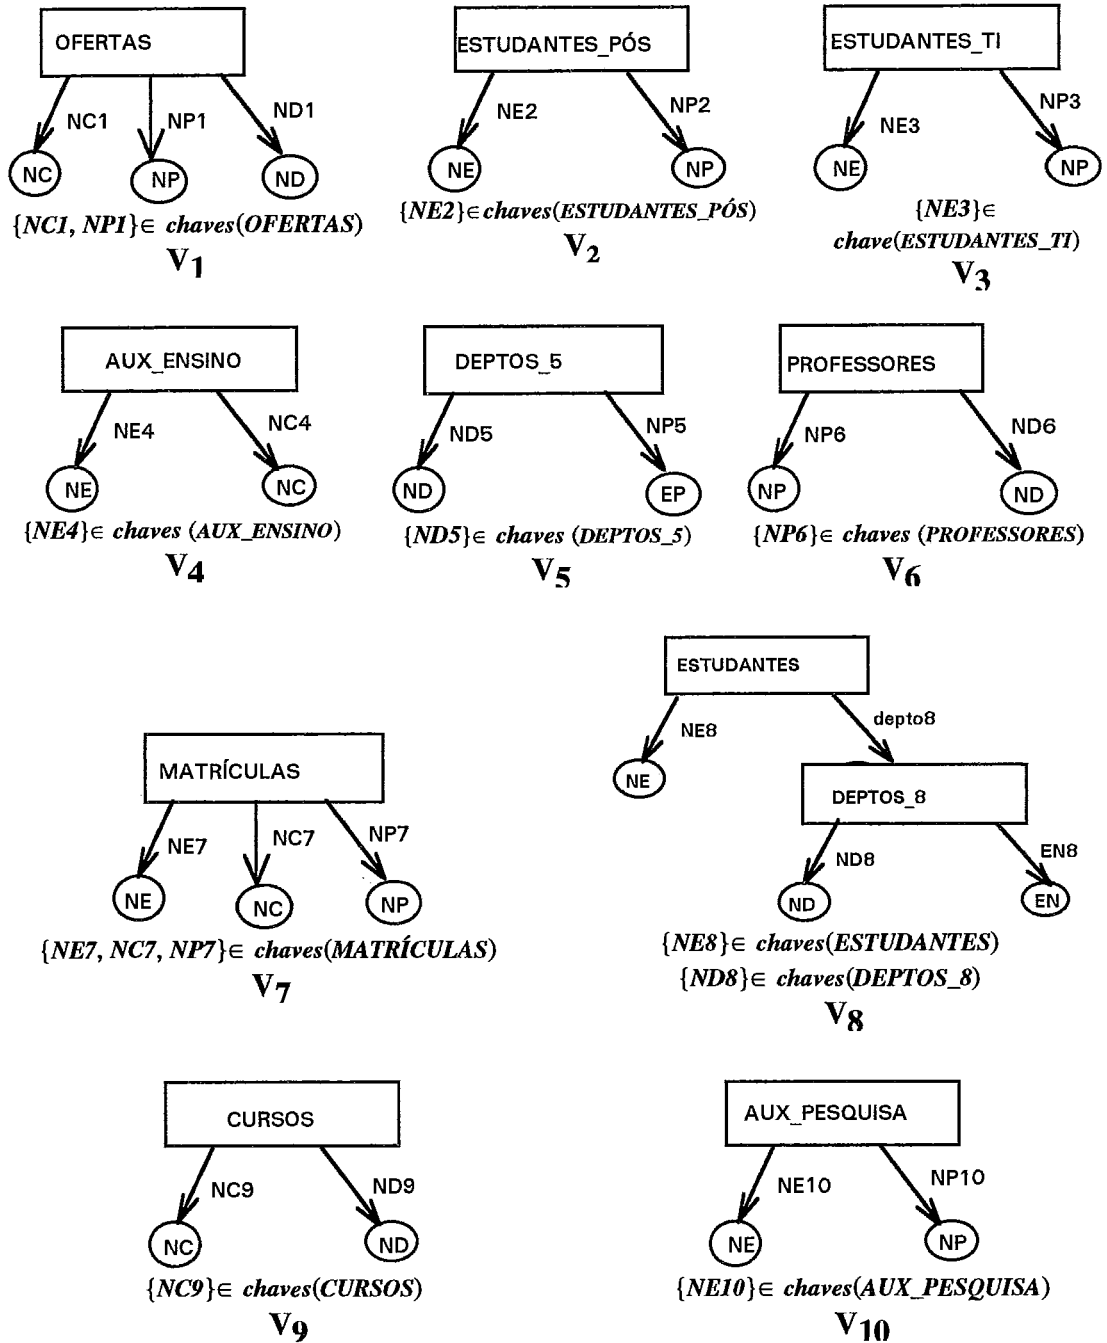 OFERTAS
NC1 NP1 ND1
NC NP ND
{NC1, NP1}∈ chaves(OFERTAS)
V1
ESTUDANTES_PÓS
NE2 NP2
NE NP
{NE2}∈chaves(ESTUDANTES_PÓS)
V2
ESTUDANTES_TI
NE3 NP3
NE NP
{NE3}∈
chave(ESTUDANTES_TI)
V3
AUX_ENSINO
NE4 NC4
NE NC
{NE4}∈ chaves (AUX_ENSINO)
V4
DEPTOS_5
ND5 NP5
ND EP
{ND5}∈ chaves (DEPTOS_5)
V5
PROFESSORES
NP6 ND6
NP ND
{NP6}∈ chaves (PROFESSORES)
V6
MATRÍCULAS
NE7 NC7 NP7
NE NC NP
{NE7, NC7, NP7}∈ chaves(MATRÍCULAS)
V7
ESTUDANTES
NE8 depto8
NE
DEPTOS_8
ND8 EN8
ND EN
{NE8}∈ chaves(ESTUDANTES)
{ND8}∈ chaves(DEPTOS_8)
V8
CURSOS
NC9 ND9
NC ND
{NC9}∈ chaves(CURSOS)
V9
AUX_PESQUISA
NE10 NP10
NE NP
{NE10}∈ chaves(AUX_PESQUISA)
V10